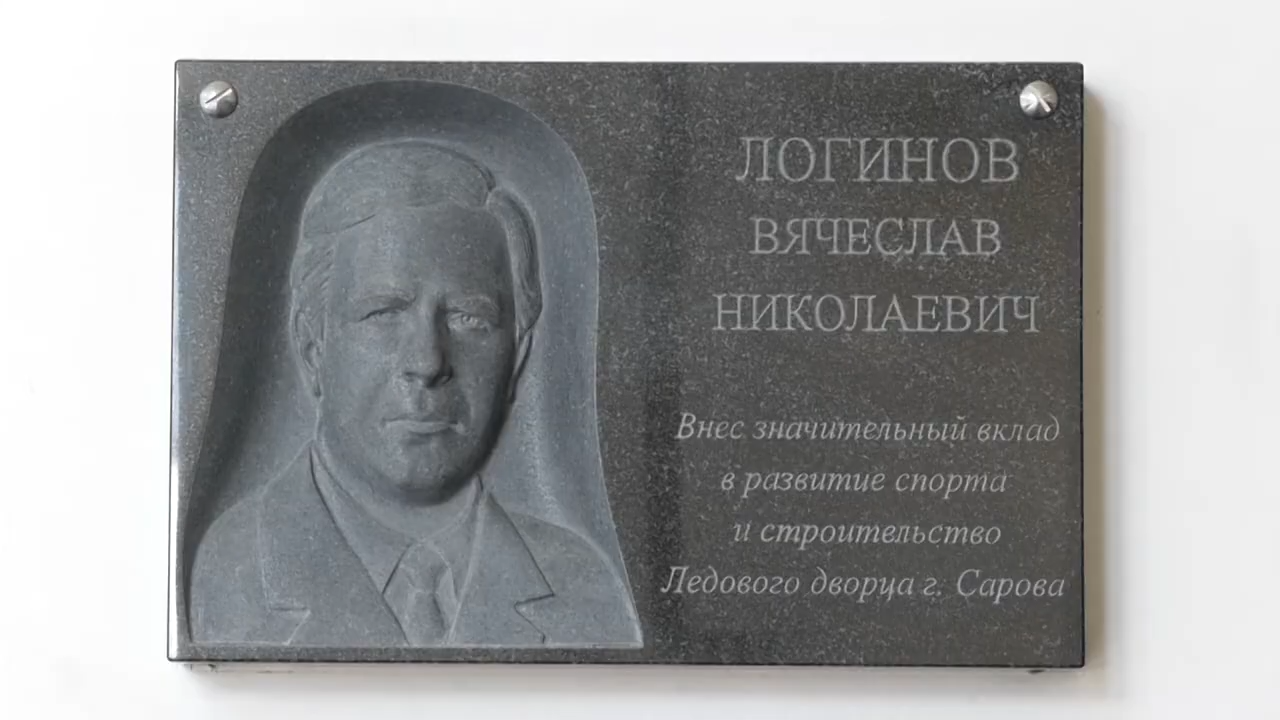 ЛОГИНОВ
ВЯЧЕСЛАВ
НИКОЛАЕВИЧ
Внес значительный вклад
в развитие спорта
и строительство
Ледового дворца г. Сарова